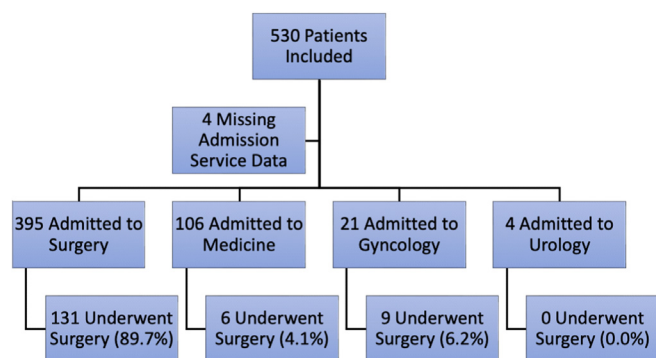 530 Patients
Included
4 Missing
Admission
Service Data
395 Admitted to
Surgery
106 Admitted to
Medicine
21 Admitted to
Gyncology
4 Admitted to
Urology
131 Underwent
Surgery (89.7%)
6 Underwent
Surgery (4.1%)
9 Underwent
Surgery (6.2%)
0 Underwent
Surgery (0.0%)